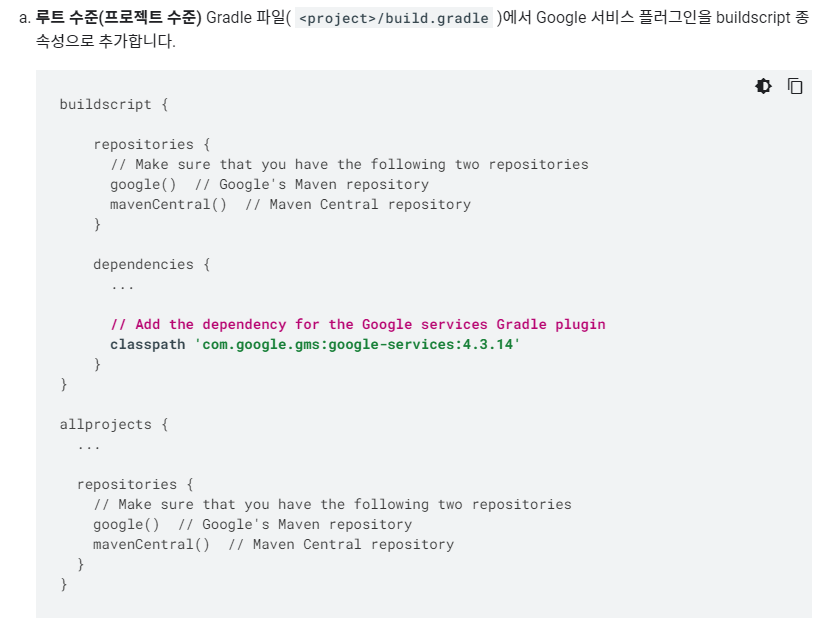 a. 루트 수준(프로젝트 수준) Gradle 파일( <project>/build.gradle )에서 Google 서비스 플러그인을 buildscript 종
속성으로 추가합니다.
buildscript {
repositories {
// Make sure that you have the following two repositories
google() // Google's Maven repository
mavenCentral() // Maven Central repository
}
dependencies {
...
// Add the dependency for the Google services Gradle plugin
classpath 'com.google.gms:google-services:4.3.14'
}
}
allprojects {
...
repositories {
// Make sure that you have the following two repositories
google() // Google's Maven repository
mavenCentral() // Maven Central repository
}
}